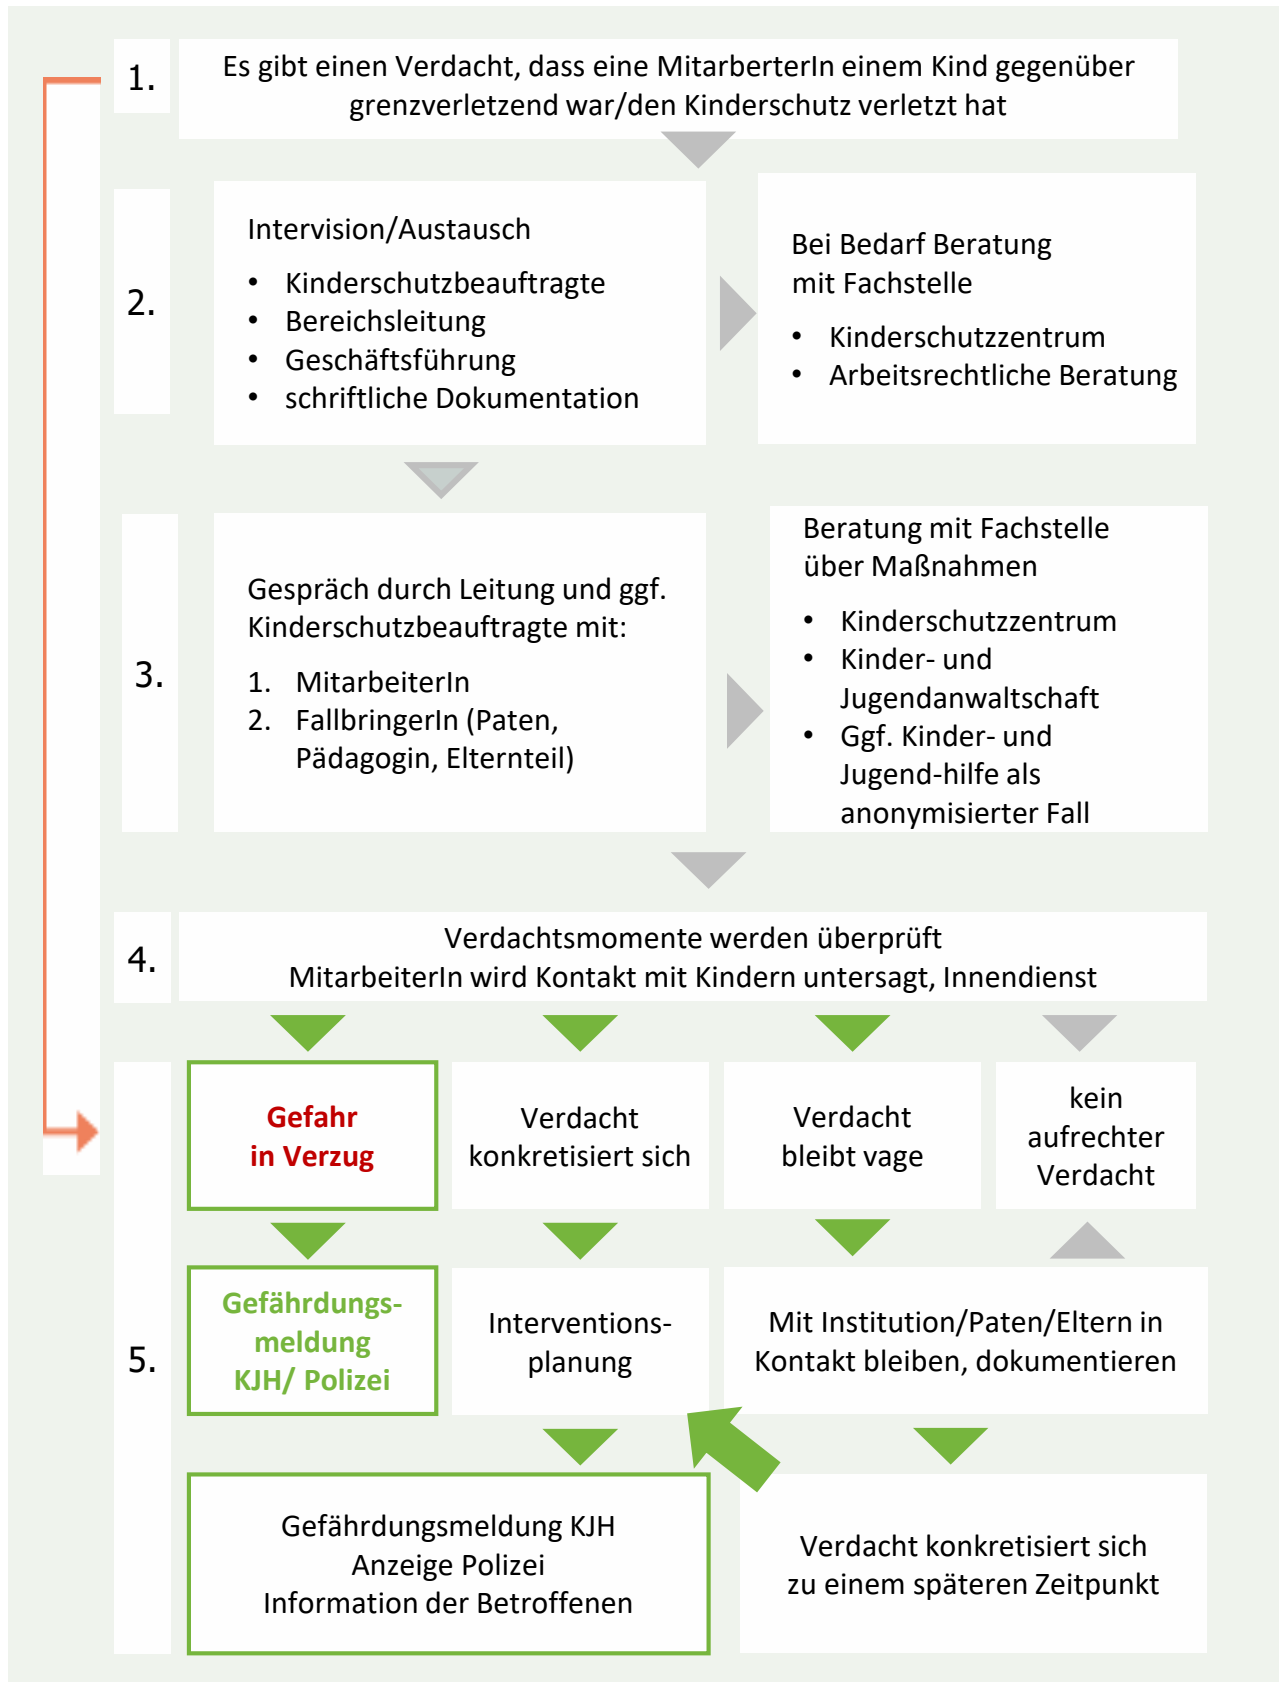 1.
Es gibt einen Verdacht, dass eine MitarberterIn einem Kind gegenüber
grenzverletzend war/den Kinderschutz verletzt hat
2.
Intervision/Austausch
• Kinderschutzbeauftragte
• Bereichsleitung
• Geschäftsführung
• schriftliche Dokumentation
Bei Bedarf Beratung
mit Fachstelle
• Kinderschutzzentrum
• Arbeitsrechtliche Beratung
3.
Gespräch durch Leitung und ggf.
Kinderschutzbeauftragte mit:
1. MitarbeiterIn
2. FallbringerIn (Paten,
Pädagogin, Elternteil)
Beratung mit Fachstelle
über Maßnahmen
• Kinderschutzzentrum
• Kinder- und
Jugendanwaltschaft
• Ggf. Kinder- und
Jugend-hilfe als
anonymisierter Fall
4.
Verdachtsmomente werden überprüft
MitarbeiterIn wird Kontakt mit Kindern untersagt, Innendienst
5.
Gefahr
in Verzug
Verdacht
konkretisiert sich
Verdacht
bleibt vage
kein
aufrechter
Verdacht
Gefährdungs-
meldung
KJH/ Polizei
Interventions-
planung
Mit Institution/Paten/Eltern in
Kontakt bleiben, dokumentieren
Gefährdungsmeldung KJH
Anzeige Polizei
Information der Betroffenen
Verdacht konkretisiert sich
zu einem späteren Zeitpunkt